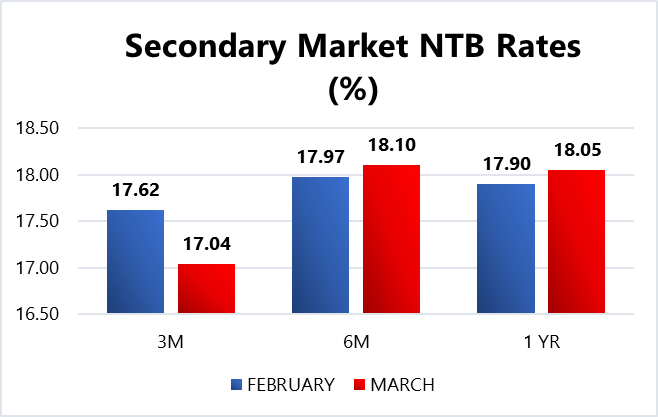 Secondary Market NTB Rates
(%)
18.50
18.00
17.50
17.00
16.50
17.62
17.04
17.97
18.10
17.90
18.05
3M
6M
1 YR
FEBRUARY
MARCH